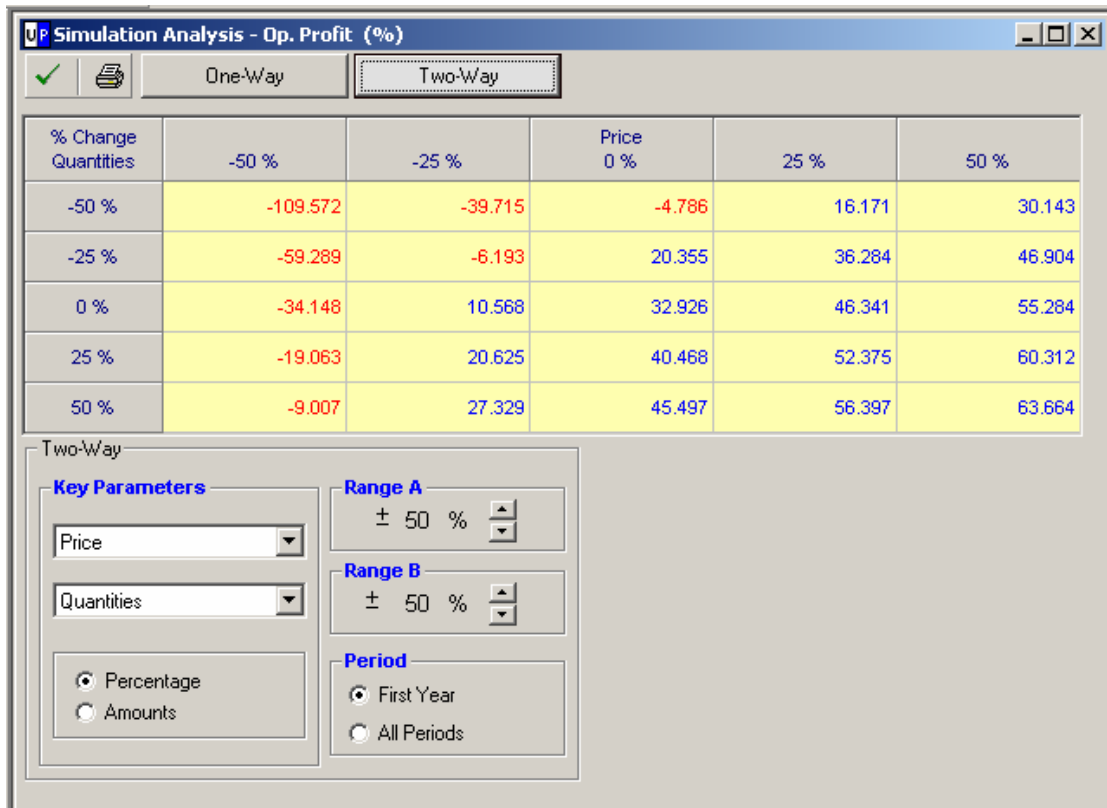 UP Simulation Analysis - Op. Profit (%)
One-Way Two-Way
% Change Quantities -50 % -25 % Price 0 % 25 % 50 %
-50 % -109.572 -39.715 -4.786 16.171 30.143
-25 % -59.289 -6.193 20.355 36.284 46.904
0 % -34.148 10.568 32.926 46.341 55.284
25 % -19.063 20.625 40.468 52.375 60.312
50 % -9.007 27.329 45.497 56.397 63.664
Two-Way
Key Parameters
Price
Quantities
Percentage
Amounts
Range A
± 50 %
Range B
± 50 %
Period
First Year
All Periods